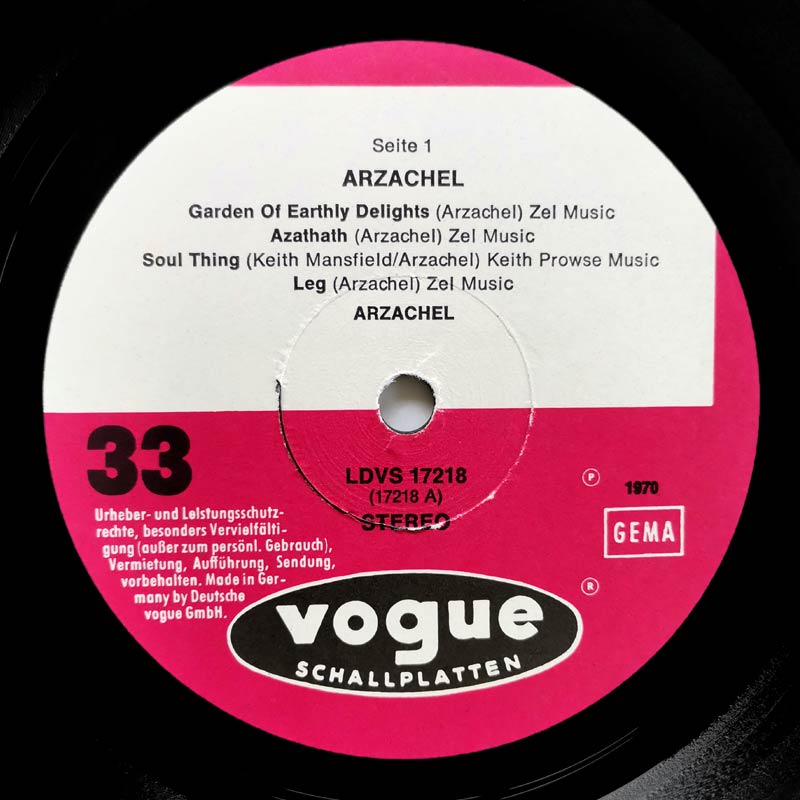 Seite 1
ARZACHEL
Garden Of Earthly Delights (Arzachel) Zel Music
Azathath (Arzachel) Zel Music
Soul Thing (Keith Mansfield/Arzachel) Keith Prowse Music
Leg (Arzachel) Zel Music
ARZACHEL
33
LDVS 17218
(17218 A)
STEREO
Ⓟ 1970
GEMA
Urheber- und Leistungsschutz-
rechte, besonders Vervielfälti-
gung (außer zum persönl. Gebrauch),
Vermietung, Aufführung, Sendung,
vorbehalten. Made in Ger-
many by Deutsche
vogue GmbH.
®
vogue
SCHALLPLATTEN